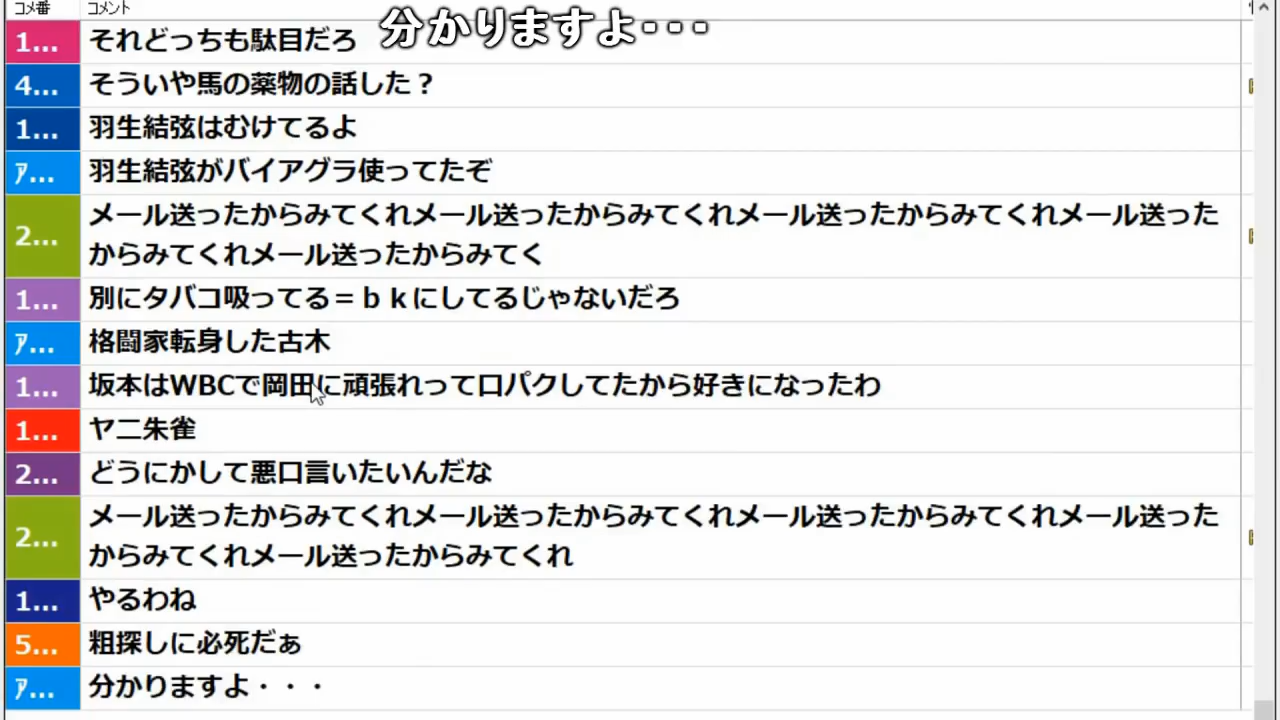 コメ番 コメント
分かりますよ・・・
1... それどっちも駄目だろ
4... そういや馬の薬物の話した？
1... 羽生結弦はむけてるよ
ｱ... 羽生結弦がバイアグラ使ってたぞ
2... メール送ったからみてくれメール送ったからみてくれメール送ったからみてくれメール送った
からみてくれメール送ったからみてく
1... 別にタバコ吸ってる＝ｂｋにしてるじゃないだろ
ｱ... 格闘家転身した古木
1... 坂本はWBCで岡田に頑張れって口パクしてたから好きになったわ
1... ヤニ朱雀
2... どうにかして悪口言いたいんだな
2... メール送ったからみてくれメール送ったからみてくれメール送ったからみてくれメール送った
からみてくれメール送ったからみてくれ
1... やるわね
5... 粗探しに必死だぁ
ｱ... 分かりますよ・・・